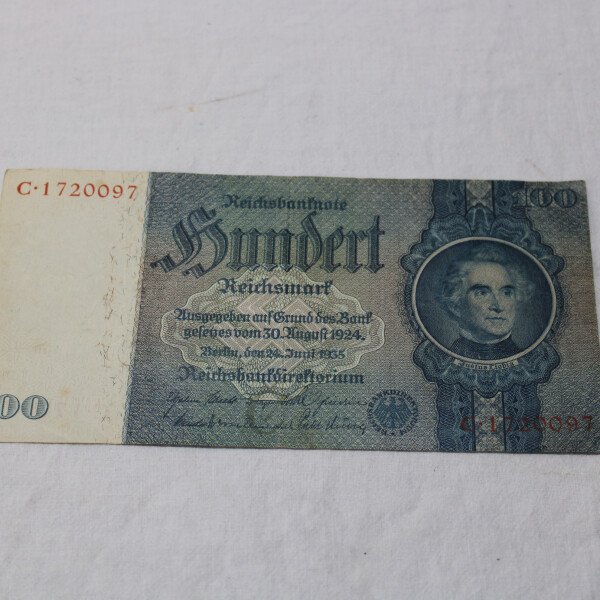 C·1720097
Reichsbanknote
100
Hundert
Reichsmark
Ausgegeben auf Grund des Bank
gesetzes vom 30. August 1924.
Berlin, den 24. Juni 1935
Reichsbankdirektorium
00
C·1720097